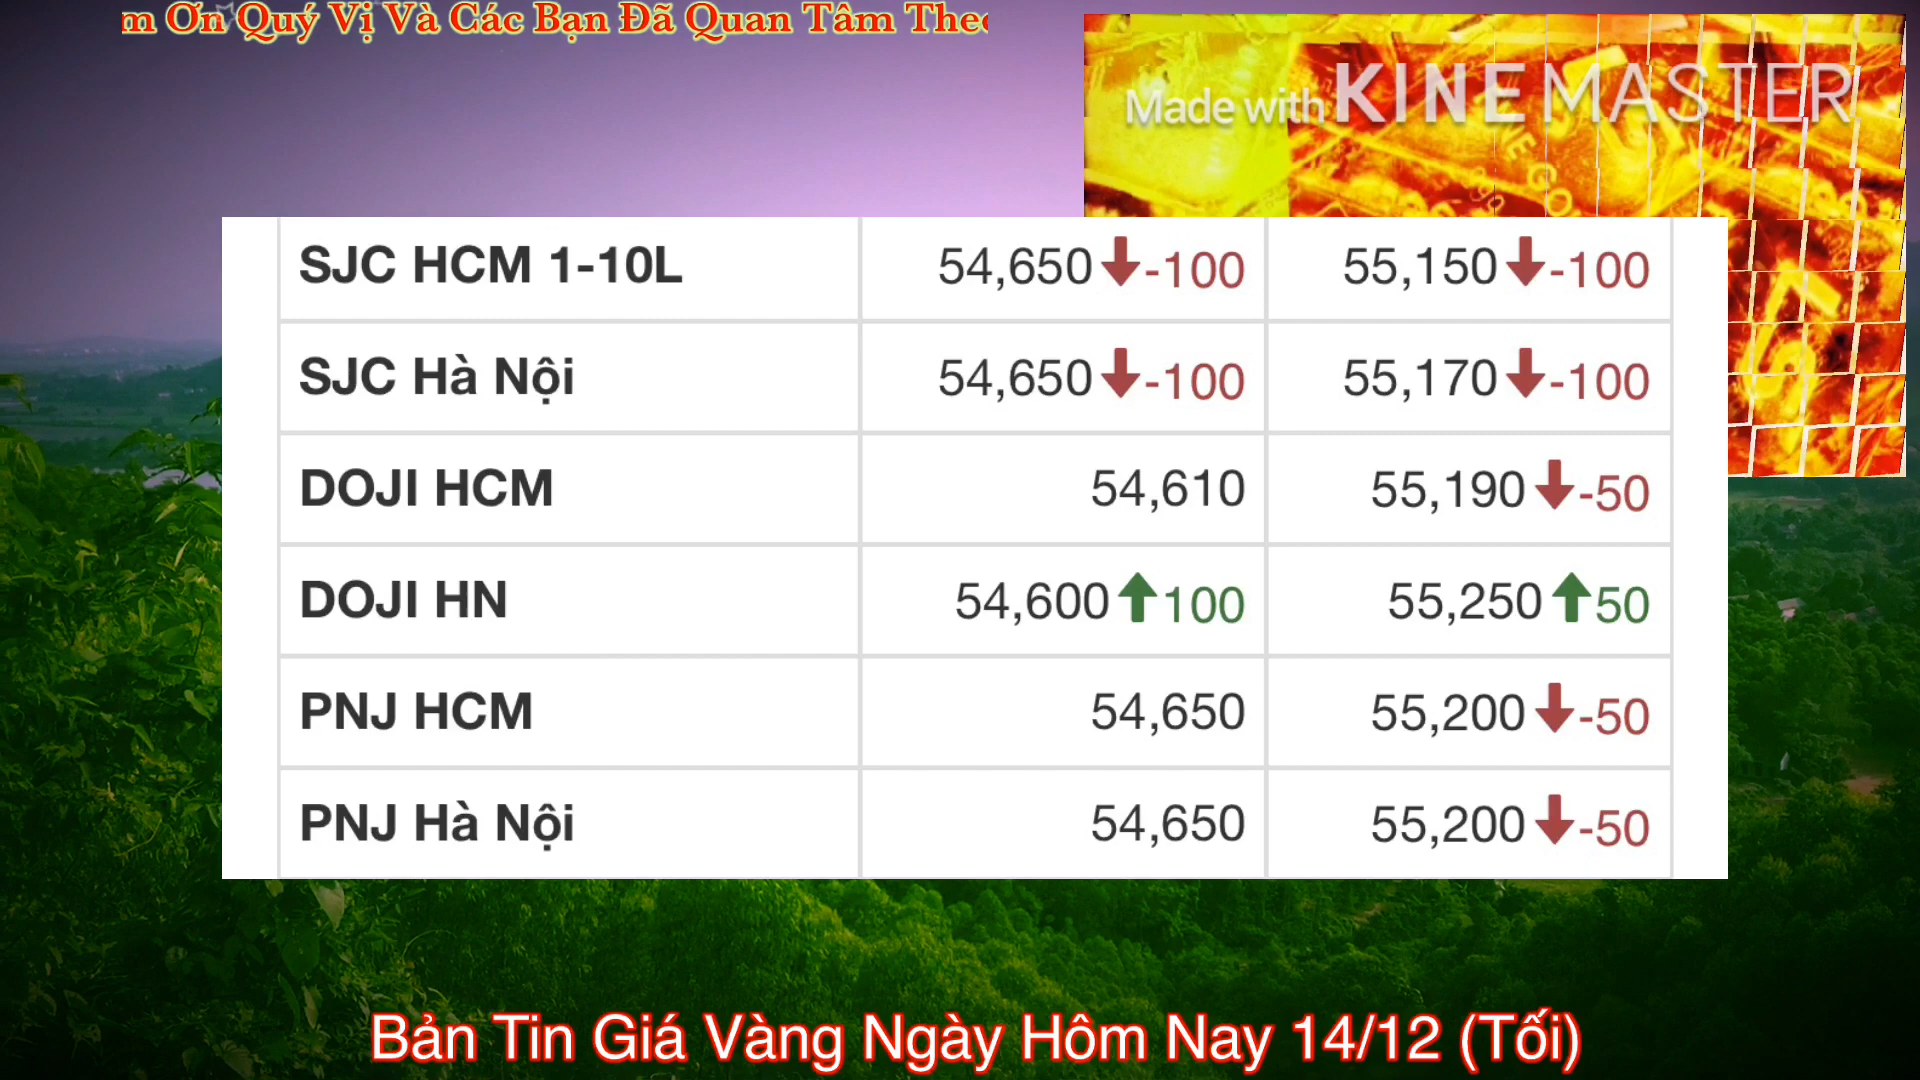 m Ơn Quý Vị Và Các Bạn Đã Quan Tâm Theo
Made with KINEMASTER
SJC HCM 1-10L 54,650 -100 55,150 -100
SJC Hà Nội 54,650 -100 55,170 -100
DOJI HCM 54,610 55,190 -50
DOJI HN 54,600 100 55,250 50
PNJ HCM 54,650 55,200 -50
PNJ Hà Nội 54,650 55,200 -50
Bản Tin Giá Vàng Ngày Hôm Nay 14/12 (Tối)